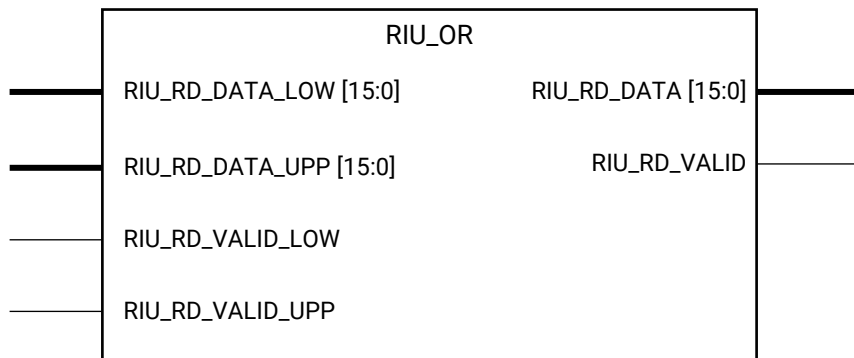 RIU_OR
RIU_RD_DATA_LOW [15:0]
RIU_RD_DATA [15:0]
RIU_RD_DATA_UPP [15:0]
RIU_RD_VALID
RIU_RD_VALID_LOW
RIU_RD_VALID_UPP